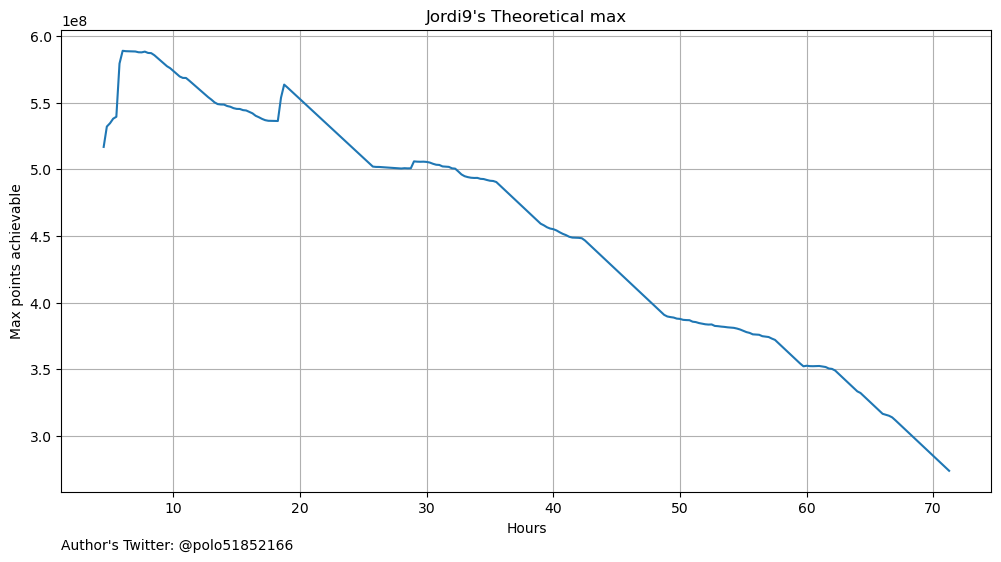 Jordi9's Theoretical max
1e8
6.0
5.5
5.0
4.5
4.0
3.5
3.0
Max points achievable
10 20 30 40 50 60 70
Hours
Author's Twitter: @polo51852166